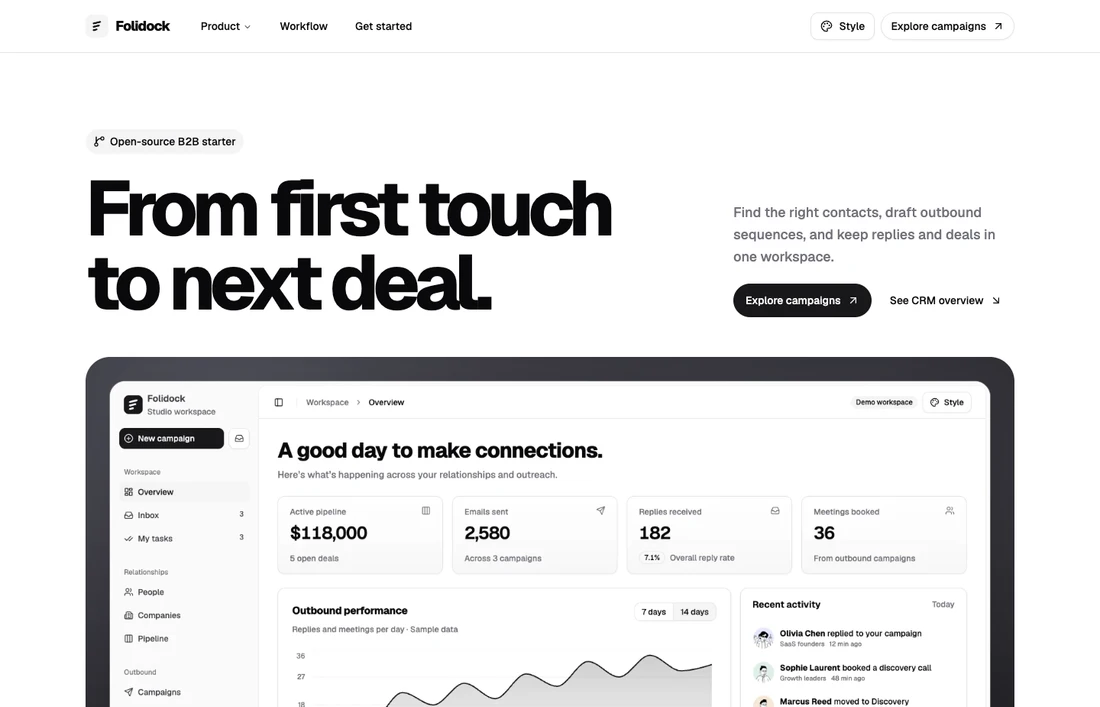 Folidock
Product
Workflow
Get started
Style
Explore campaigns
Open-source B2B starter
From first touch
to next deal.
Find the right contacts, draft outbound
sequences, and keep replies and deals in
one workspace.
Explore campaigns
See CRM overview
Folidock
Studio workspace
New campaign
Workspace
Overview
Inbox 3
My tasks 3
Relationships
People
Companies
Pipeline
Outbound
Campaigns
Workspace > Overview
Demo workspace
Style
A good day to make connections.
Here's what's happening across your relationships and outreach.
Active pipeline
$118,000
5 open deals
Emails sent
2,580
Across 3 campaigns
Replies received
182
7.1% Overall reply rate
Meetings booked
36
From outbound campaigns
Outbound performance
Replies and meetings per day · Sample data
7 days
14 days
36
27
18
Recent activity
Today
Olivia Chen replied to your campaign
SaaS founders 12 min ago
Sophie Laurent booked a discovery call
Growth leaders 48 min ago
Marcus Reed moved to Discovery